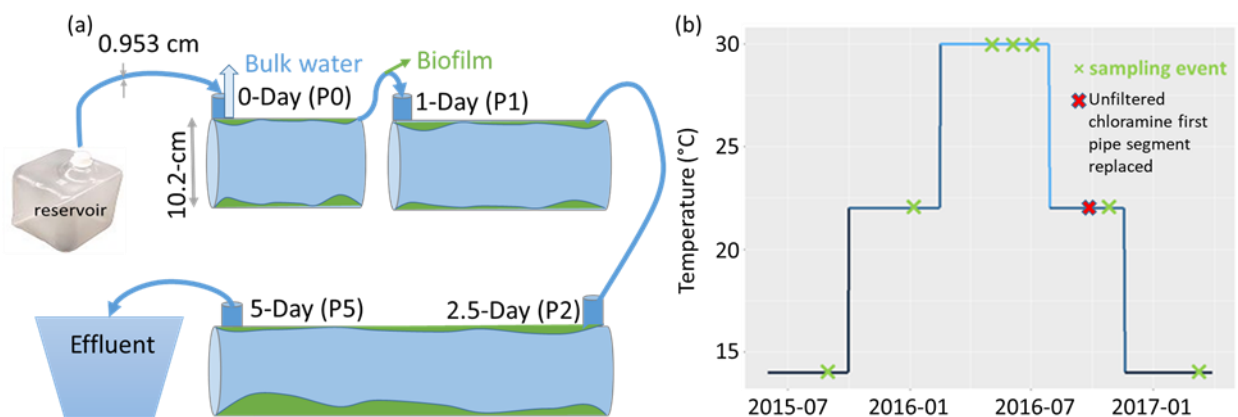 (a)
0.953 cm
Bulk water
Biofilm
0-Day (P0)
1-Day (P1)
10.2-cm
reservoir
5-Day (P5)
2.5-Day (P2)
Effluent
(b)
Temperature (°C)
30
25
20
15
× sampling event
Unfiltered
chloramine first
pipe segment
replaced
2015-07
2016-01
2016-07
2017-01